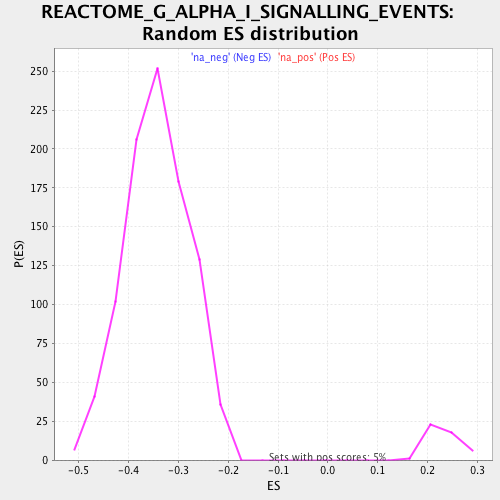 REACTOME_G_ALPHA_I_SIGNALLING_EVENTS:
Random ES distribution
'na_neg' (Neg ES) 'na_pos' (Pos ES)
250
225
200
175
150
125
100
75
50
25
0
P(ES)
Sets with pos scores: 5%
-0.5 -0.4 -0.3 -0.2 -0.1 0.0 0.1 0.2 0.3
ES